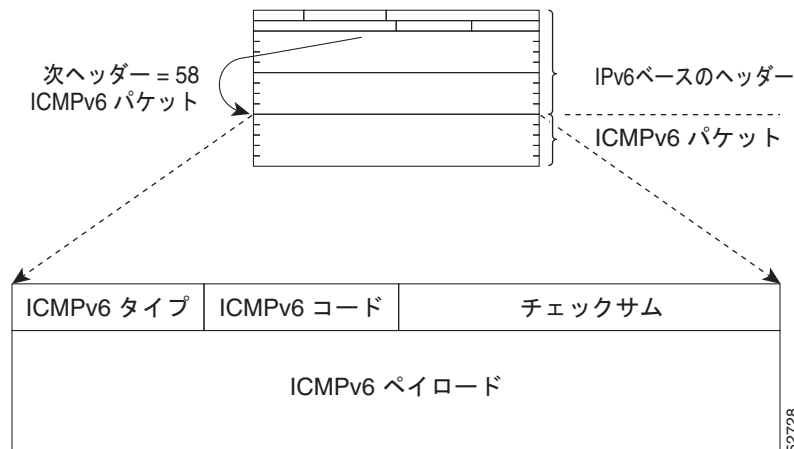 次ヘッダー = 58
ICMPv6 パケット
IPv6ベースのヘッダー
ICMPv6 パケット
ICMPv6 タイプ
ICMPv6 コード
チェックサム
ICMPv6 ペイロード
52728